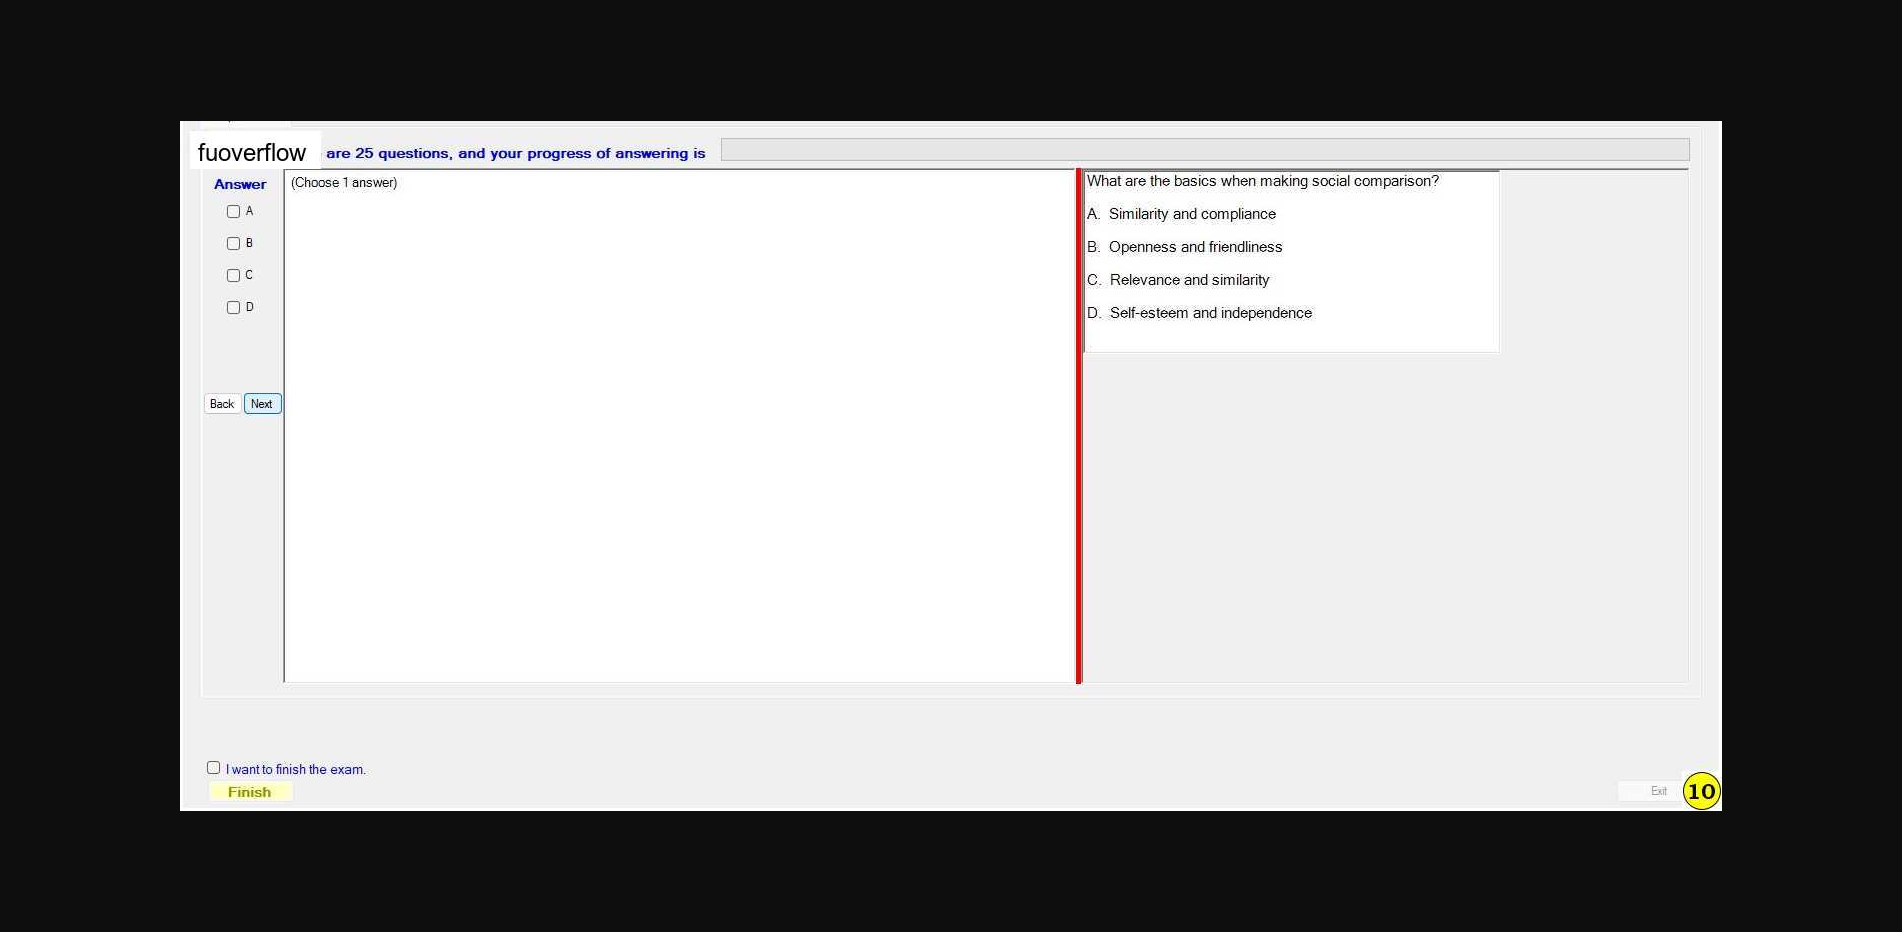 fuoverflow are 25 questions, and your progress of answering is
Answer
(Choose 1 answer)
A
B
C
D
Back Next
What are the basics when making social comparison?
A. Similarity and compliance
B. Openness and friendliness
C. Relevance and similarity
D. Self-esteem and independence
I want to finish the exam.
Finish
Exit
10